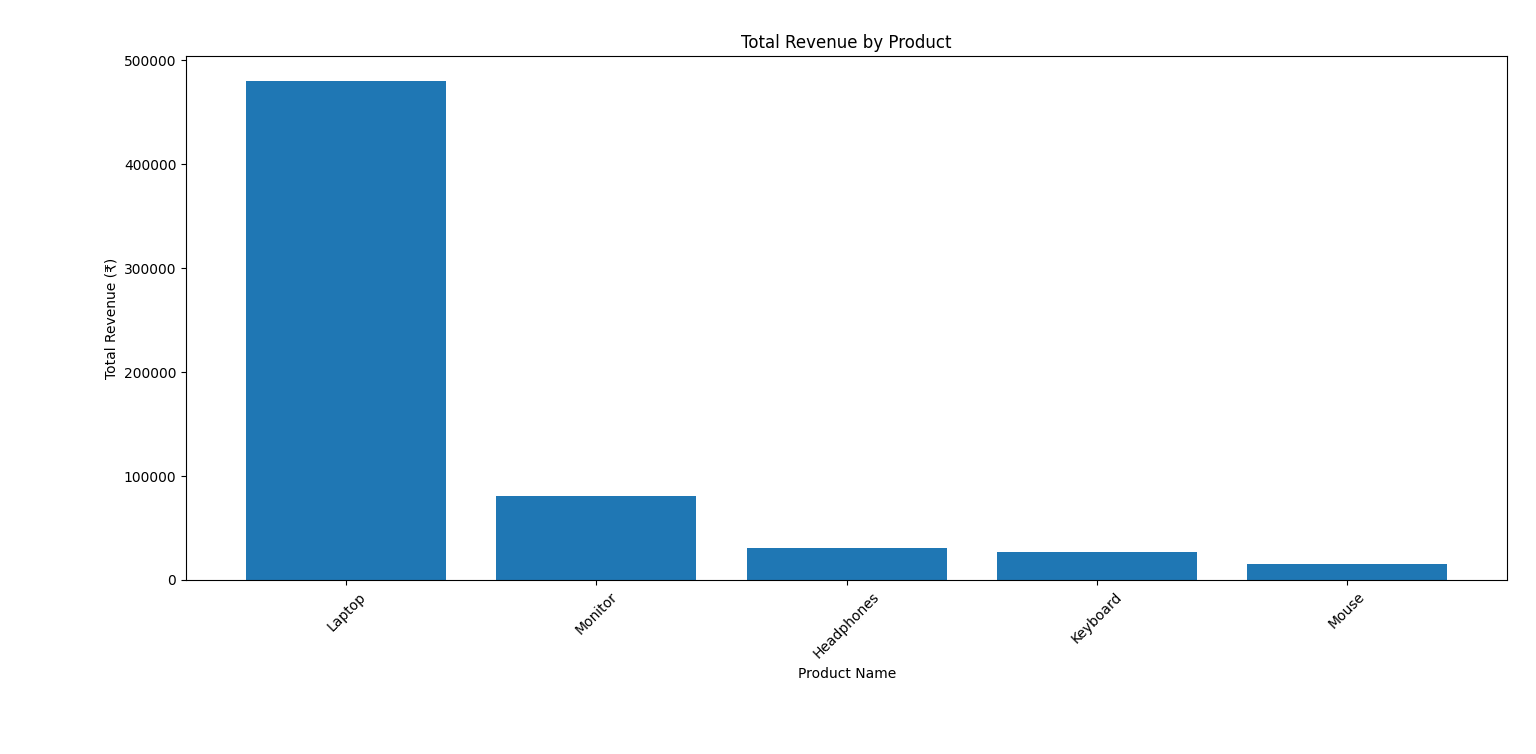 Total Revenue by Product
Total Revenue (₹)
500000
400000
300000
200000
100000
0
Laptop
Monitor
Headphones
Keyboard
Mouse
Product Name